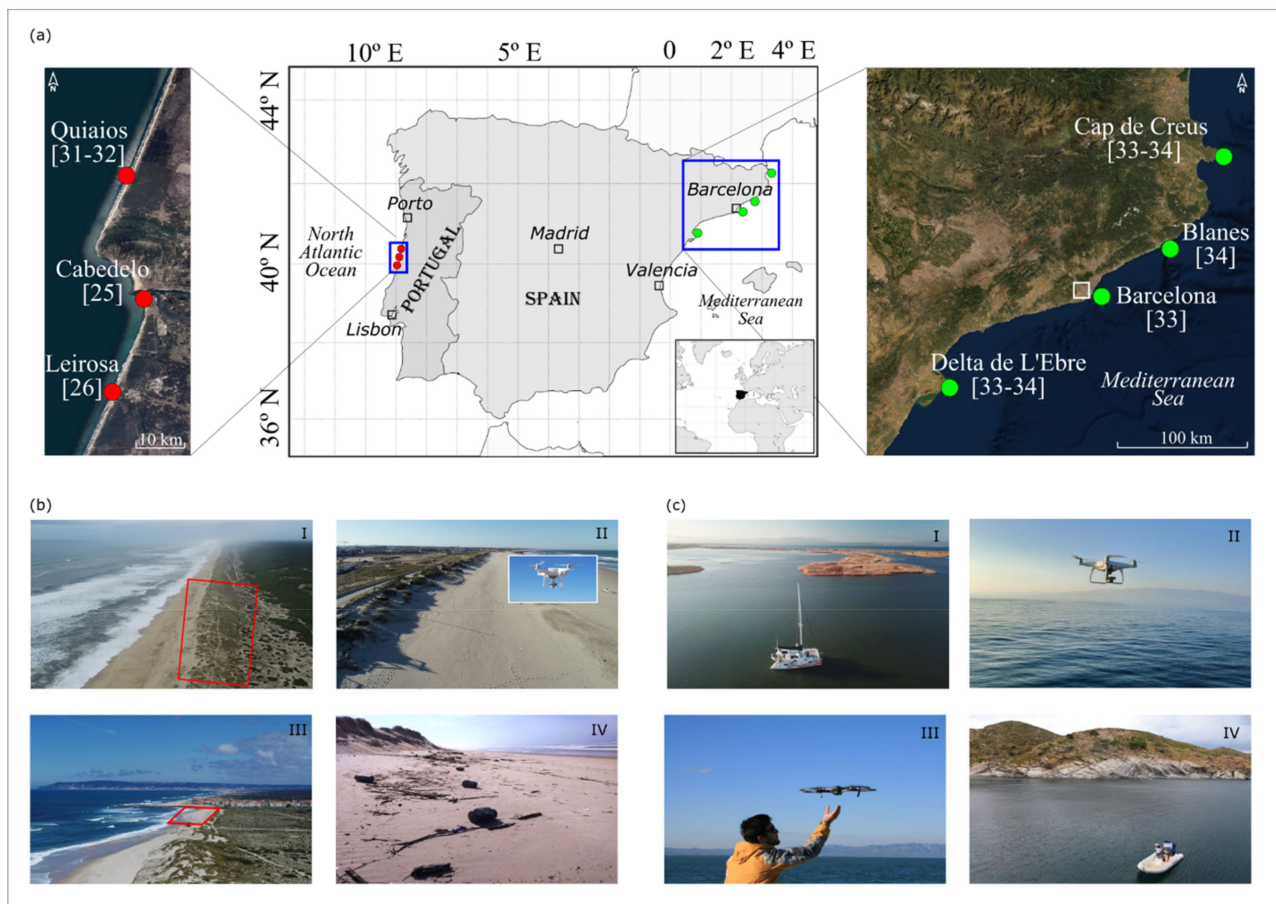 (a)
10º E 5º E 0 2º E 4º E
44º N
40º N
36º N
N
Quiaios
[31-32]
Cabedelo
[25]
Leirosa
[26]
10 km
Porto
North
Atlantic
Ocean
PORTUGAL
Lisbon
Madrid
SPAIN
Barcelona
Valencia
Mediterranean
Sea
N
Cap de Creus
[33-34]
Blanes
[34]
Barcelona
[33]
Delta de L'Ebre
[33-34]
Mediterranean
Sea
100 km
(b)
I
II
III
IV
(c)
I
II
III
IV